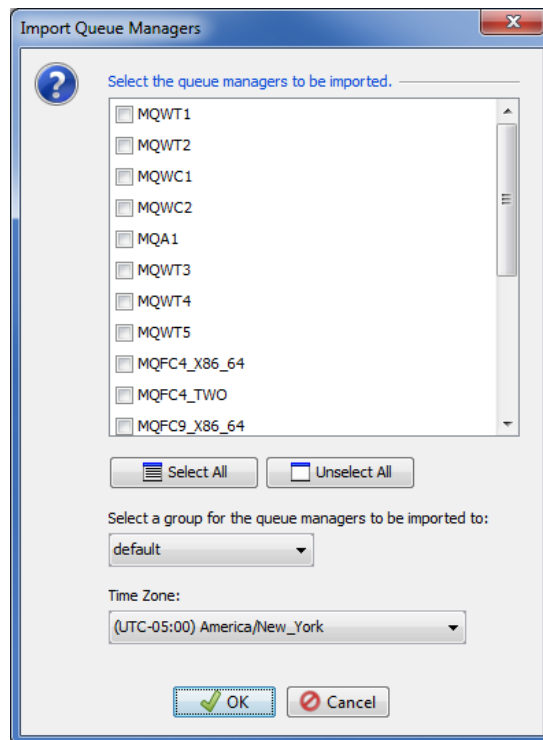 Import Queue Managers
Select the queue managers to be imported.
MQWT1
MQWT2
MQWC1
MQWC2
MQA1
MQWT3
MQWT4
MQWT5
MQFC4_X86_64
MQFC4_TWO
MQFC9_X86_64
Select All Unselect All
Select a group for the queue managers to be imported to:
default
Time Zone:
(UTC-05:00) America/New_York
OK Cancel